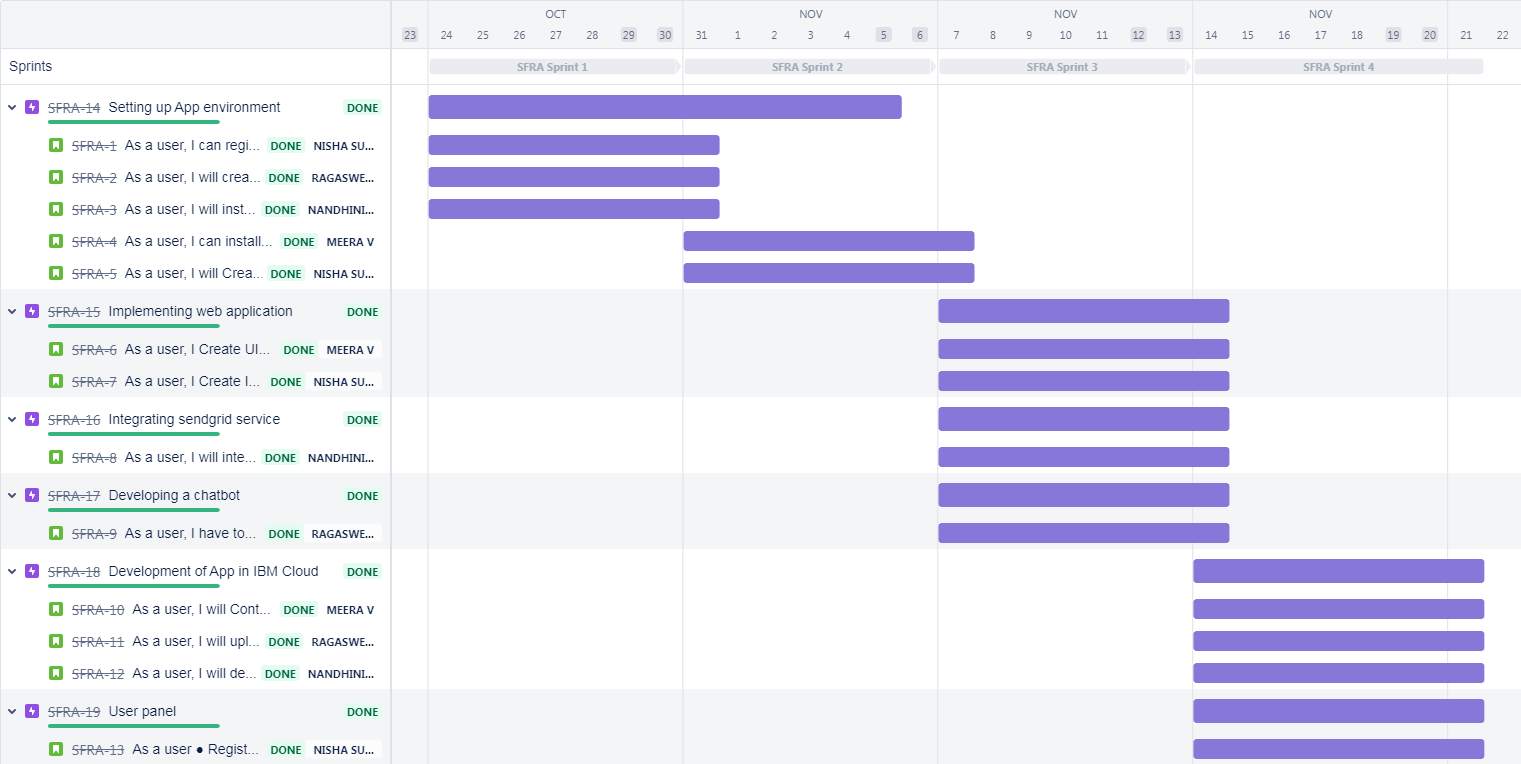 OCT NOV NOV NOV
23 24 25 26 27 28 29 30 31 1 2 3 4 5 6 7 8 9 10 11 12 13 14 15 16 17 18 19 20 21 22
Sprints SFRA Sprint 1 SFRA Sprint 2 SFRA Sprint 3 SFRA Sprint 4
SFRA-14 Setting up App environment DONE
SFRA-1 As a user, I can regi... DONE NISHA SU...
SFRA-2 As a user, I will crea... DONE RAGASWE...
SFRA-3 As a user, I will inst... DONE NANDHINI...
SFRA-4 As a user, I can install... DONE MEERA V
SFRA-5 As a user, I will Crea... DONE NISHA SU...
SFRA-15 Implementing web application DONE
SFRA-6 As a user, I Create UI... DONE MEERA V
SFRA-7 As a user, I Create I... DONE NISHA SU...
SFRA-16 Integrating sendgrid service DONE
SFRA-8 As a user, I will inte... DONE NANDHINI...
SFRA-17 Developing a chatbot DONE
SFRA-9 As a user, I have to... DONE RAGASWE...
SFRA-18 Development of App in IBM Cloud DONE
SFRA-10 As a user, I will Cont... DONE MEERA V
SFRA-11 As a user, I will upl... DONE RAGASWE...
SFRA-12 As a user, I will de... DONE NANDHINI...
SFRA-19 User panel DONE
SFRA-13 As a user ● Regist... DONE NISHA SU...